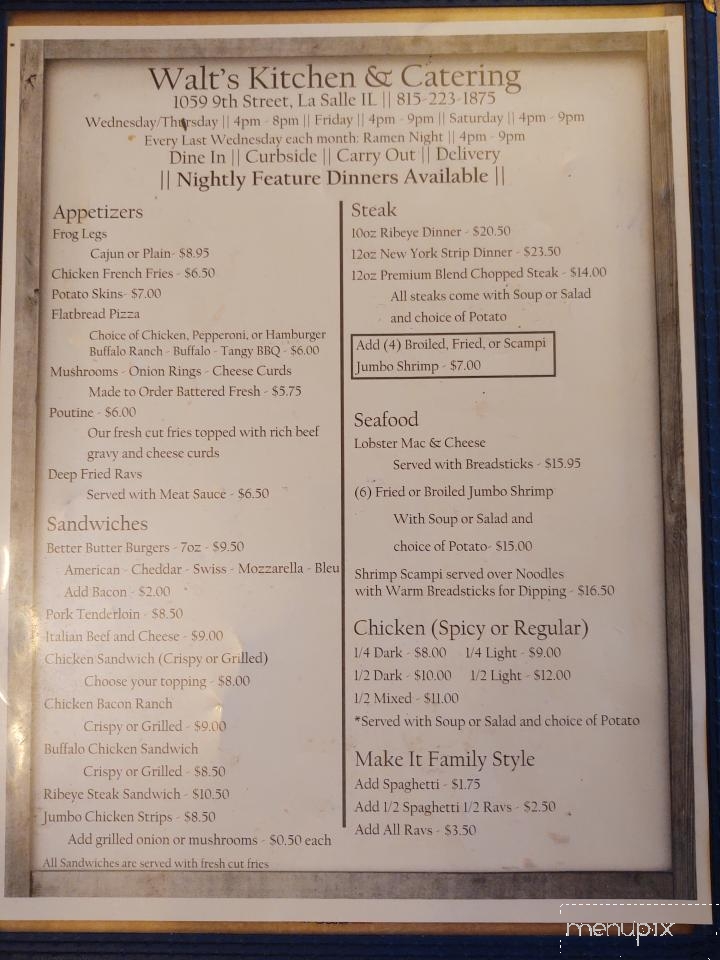 Walt's Kitchen & Catering
1059 9th Street, La Salle IL || 815-223-1875
Wednesday/Thursday || 4pm - 8pm || Friday || 4pm - 9pm || Saturday || 4pm - 9pm
Every Last Wednesday each month: Ramen Night || 4pm - 9pm
Dine In || Curbside || Carry Out || Delivery
|| Nightly Feature Dinners Available ||
Appetizers
Frog Legs
Cajun or Plain- $8.95
Chicken French Fries - $6.50
Potato Skins- $7.00
Flatbread Pizza
Choice of Chicken, Pepperoni, or Hamburger
Buffalo Ranch - Buffalo - Tangy BBQ - $6.00
Mushrooms - Onion Rings - Cheese Curds
Made to Order Battered Fresh - $5.75
Poutine - $6.00
Our fresh cut fries topped with rich beef
gravy and cheese curds
Deep Fried Ravs
Served with Meat Sauce - $6.50
Sandwiches
Better Butter Burgers - 7oz - $9.50
American - Cheddar - Swiss - Mozzarella - Bleu
Add Bacon - $2.00
Pork Tenderloin - $8.50
Italian Beef and Cheese - $9.00
Chicken Sandwich (Crispy or Grilled)
Choose your topping - $8.00
Chicken Bacon Ranch
Crispy or Grilled - $9.00
Buffalo Chicken Sandwich
Crispy or Grilled - $8.50
Ribeye Steak Sandwich - $10.50
Jumbo Chicken Strips - $8.50
Add grilled onion or mushrooms - $0.50 each
All Sandwiches are served with fresh cut fries
Steak
10oz Ribeye Dinner - $20.50
12oz New York Strip Dinner - $23.50
12oz Premium Blend Chopped Steak - $14.00
All steaks come with Soup or Salad
and choice of Potato
Add (4) Broiled, Fried, or Scampi
Jumbo Shrimp - $7.00
Seafood
Lobster Mac & Cheese
Served with Breadsticks - $15.95
(6) Fried or Broiled Jumbo Shrimp
With Soup or Salad and
choice of Potato- $15.00
Shrimp Scampi served over Noodles
with Warm Breadsticks for Dipping - $16.50
Chicken (Spicy or Regular)
1/4 Dark - $8.00 1/4 Light - $9.00
1/2 Dark - $10.00 1/2 Light - $12.00
1/2 Mixed - $11.00
*Served with Soup or Salad and choice of Potato
Make It Family Style
Add Spaghetti - $1.75
Add 1/2 Spaghetti 1/2 Ravs - $2.50
Add All Ravs - $3.50
menupix